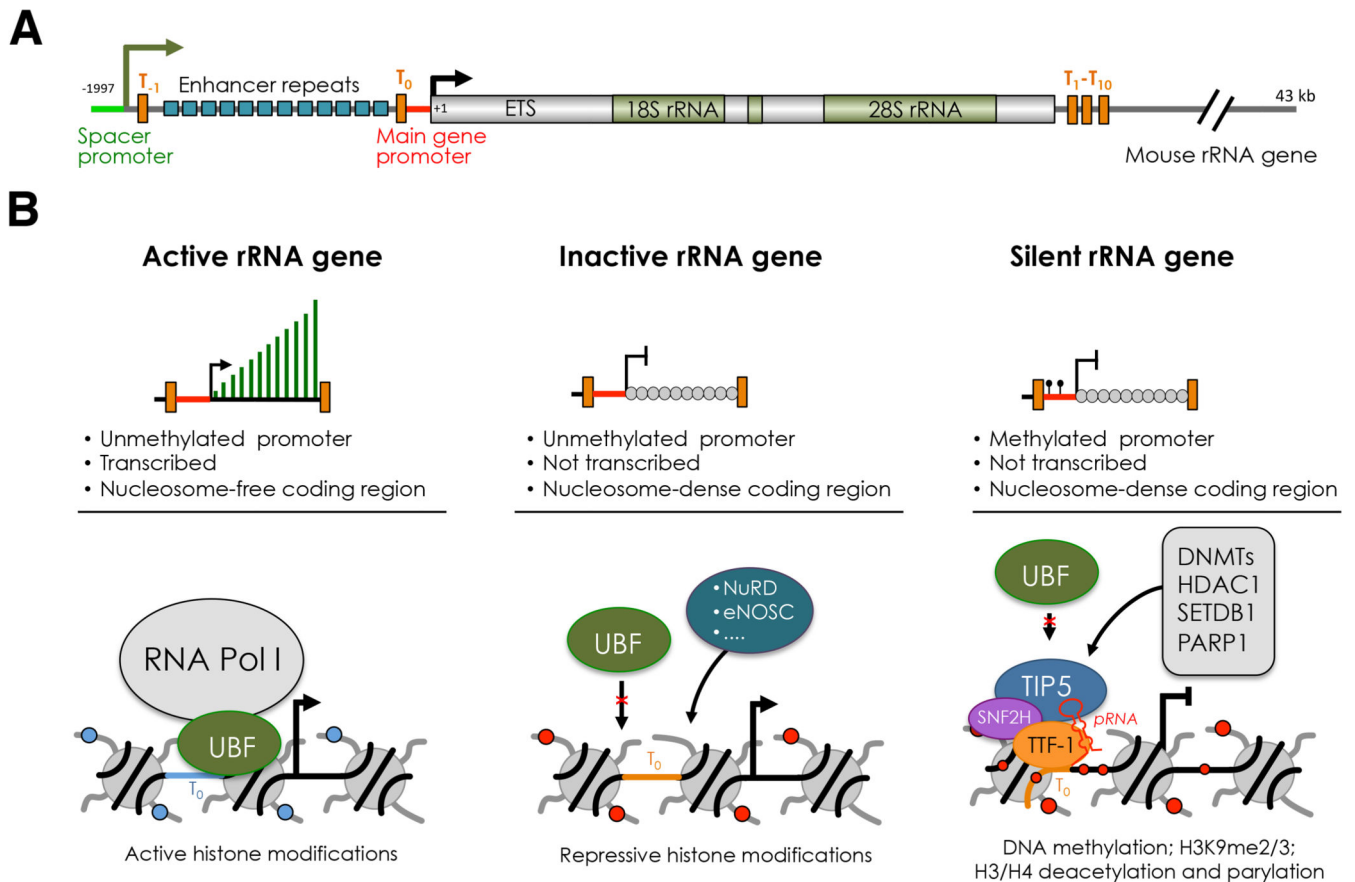 A
-1997
T-1
Enhancer repeats
T0
+1
ETS
18S rRNA
28S rRNA
T1-T10
43 kb
Spacer
promoter
Main gene
promoter
Mouse rRNA gene
B
Active rRNA gene
• Unmethylated promoter
• Transcribed
• Nucleosome-free coding region
RNA Pol I
UBF
T0
Active histone modifications
Inactive rRNA gene
• Unmethylated promoter
• Not transcribed
• Nucleosome-dense coding region
UBF
• NuRD
• eNOSC
• ....
T0
Repressive histone modifications
Silent rRNA gene
• Methylated promoter
• Not transcribed
• Nucleosome-dense coding region
UBF
DNMTs
HDAC1
SETDB1
PARP1
TIP5
SNF2H
pRNA
TTF-1
T0
DNA methylation; H3K9me2/3;
H3/H4 deacetylation and parylation